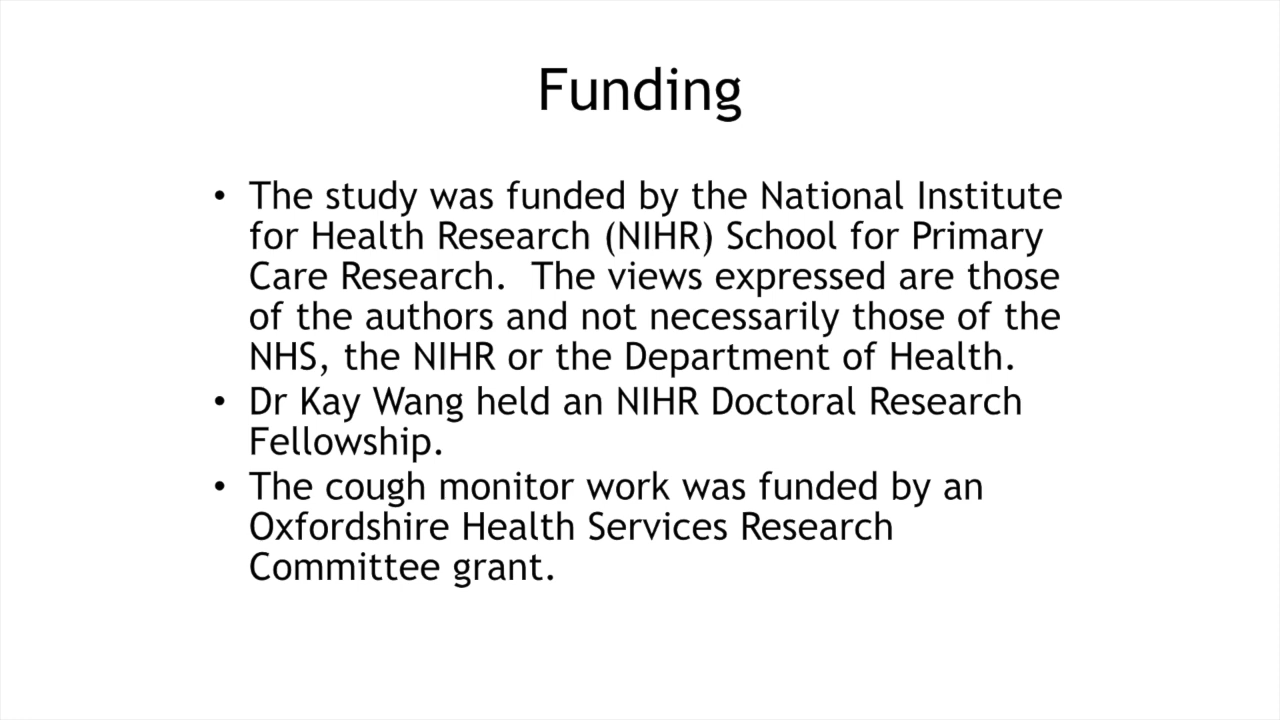 Funding
• The study was funded by the National Institute
for Health Research (NIHR) School for Primary
Care Research.  The views expressed are those
of the authors and not necessarily those of the
NHS, the NIHR or the Department of Health.
• Dr Kay Wang held an NIHR Doctoral Research
Fellowship.
• The cough monitor work was funded by an
Oxfordshire Health Services Research
Committee grant.